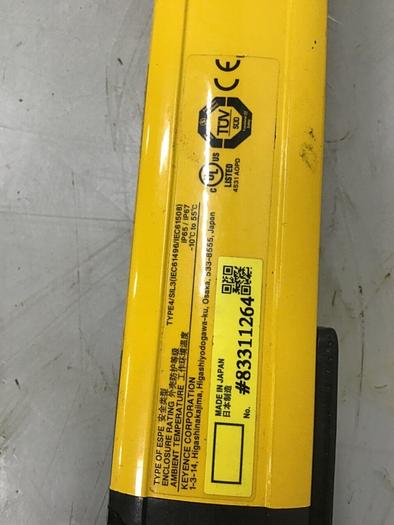 TYPE OF ESPE 安全类型 TYPE4/SIL3(IEC61496/IEC61508)
ENCLOSURE RATING 外壳防护等级 IP65 / IP67
AMBIENT TEMPERATURE 工作环境温度 -10℃ to 55℃
KEYENCE CORPORATION
1-3-14, Higashinakajima, Higashiyodogawa-ku, Osaka, 533-8555, Japan
MADE IN JAPAN
日本制造
No. #83311264
C UL US
LISTED
4S31 AOPD
TÜV
SÜD
CE